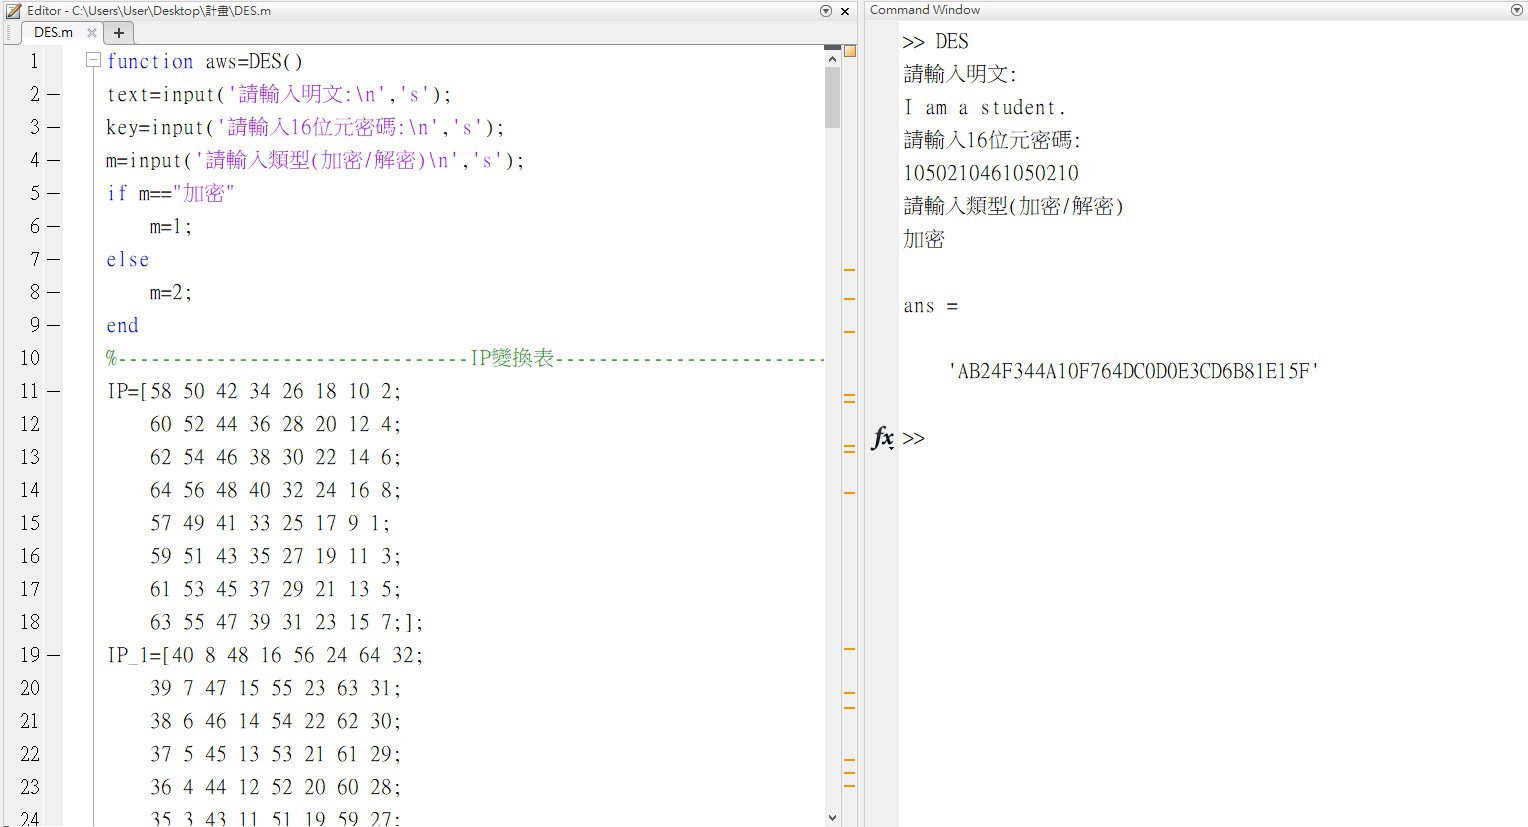 Editor - C:\Users\User\Desktop\計畫\DES.m
DES.m
1 function aws=DES()
2 text=input('請輸入明文:\n','s');
3 key=input('請輸入16位元密碼:\n','s');
4 m=input('請輸入類型(加密/解密)\n','s');
5 if m=="加密"
6 m=1;
7 else
8 m=2;
9 end
10 %--------------------------------IP變換表-------------------------
11 IP=[58 50 42 34 26 18 10 2;
12 60 52 44 36 28 20 12 4;
13 62 54 46 38 30 22 14 6;
14 64 56 48 40 32 24 16 8;
15 57 49 41 33 25 17 9 1;
16 59 51 43 35 27 19 11 3;
17 61 53 45 37 29 21 13 5;
18 63 55 47 39 31 23 15 7;];
19 IP_1=[40 8 48 16 56 24 64 32;
20 39 7 47 15 55 23 63 31;
21 38 6 46 14 54 22 62 30;
22 37 5 45 13 53 21 61 29;
23 36 4 44 12 52 20 60 28;
24 35 3 43 11 51 19 59 27;
Command Window
>> DES
請輸入明文:
I am a student.
請輸入16位元密碼:
1050210461050210
請輸入類型(加密/解密)
加密
ans =
'AB24F344A10F764DC0D0E3CD6B81E15F'
fx >>